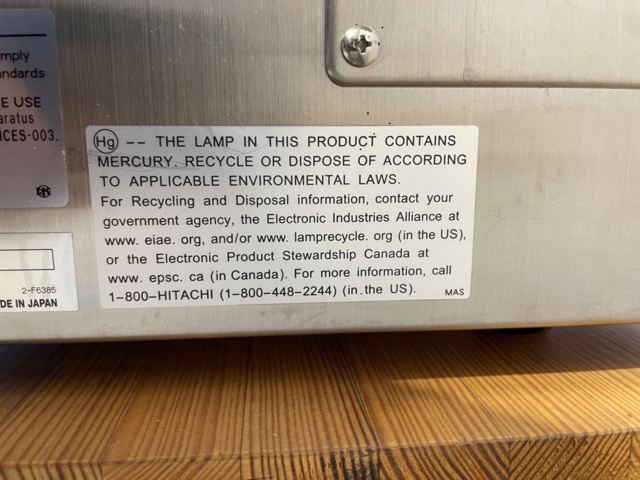 mply
andards
E USE
aratus
ICES-003.
2-F6385
DE IN JAPAN
Hg -- THE LAMP IN THIS PRODUCT CONTAINS
MERCURY. RECYCLE OR DISPOSE OF ACCORDING
TO APPLICABLE ENVIRONMENTAL LAWS.
For Recycling and Disposal information, contact your
government agency, the Electronic Industries Alliance at
www. eiae. org, and/or www. lamprecycle. org (in the US),
or the Electronic Product Stewardship Canada at
www. epsc. ca (in Canada). For more information, call
1-800-HITACHI (1-800-448-2244) (in the US).
MAS